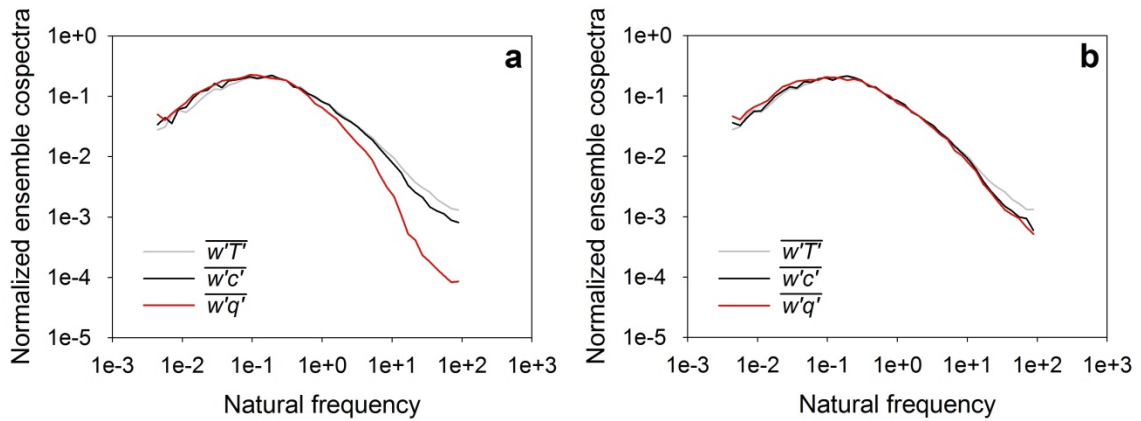 Normalized ensemble cospectra
1e+0
1e-1
1e-2
1e-3
1e-4
1e-5
a
w'T'
w'c'
w'q'
1e-3 1e-2 1e-1 1e+0 1e+1 1e+2 1e+3
Natural frequency
Normalized ensemble cospectra
1e+0
1e-1
1e-2
1e-3
1e-4
1e-5
b
w'T'
w'c'
w'q'
1e-3 1e-2 1e-1 1e+0 1e+1 1e+2 1e+3
Natural frequency